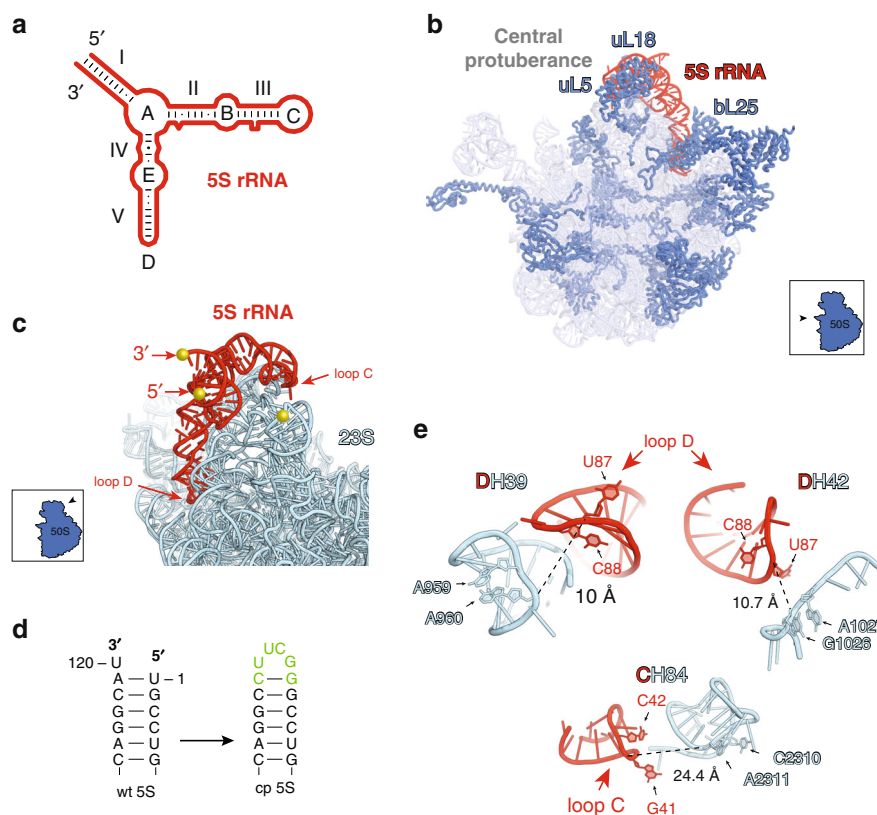 a
5′
I
3′
II
III
A
B
C
IV
E
5S rRNA
V
D
b
Central
protuberance
uL18
uL5
5S rRNA
bL25
50S
c
5S rRNA
3′
5′
loop C
23S
loop D
50S
d
3′
120 – U
5′
A — U – 1
C — G
G — C
G — C
A — U
C — G
wt 5S
UC
U G
C — G
C — G
G — C
G — C
A — U
C — G
cp 5S
e
loop D
U87
DH39
DH42
C88
C88
U87
A959
A960
10 Å
10.7 Å
A102
G1026
CH84
C42
C2310
A2311
24.4 Å
loop C
G41